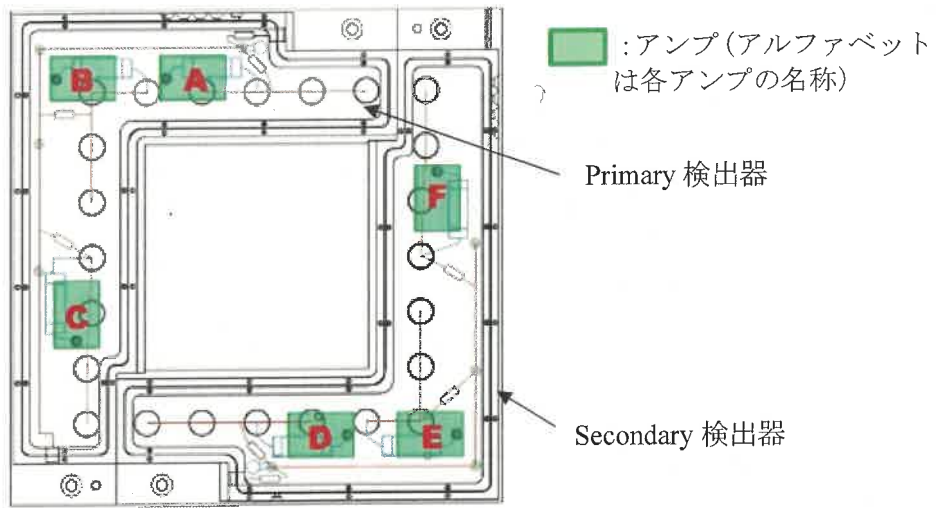 ：アンプ(アルファベット
は各アンプの名称)
B
A
Primary 検出器
F
C
Secondary 検出器
D
E